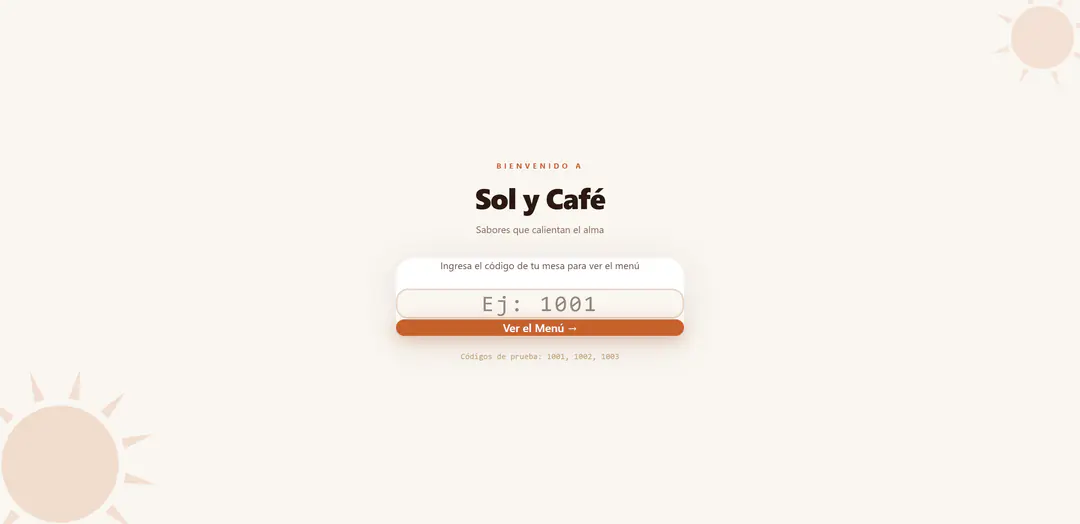 BIENVENIDO A
Sol y Café
Sabores que calientan el alma
Ingresa el código de tu mesa para ver el menú
Ej: 1001
Ver el Menú →
Códigos de prueba: 1001, 1002, 1003